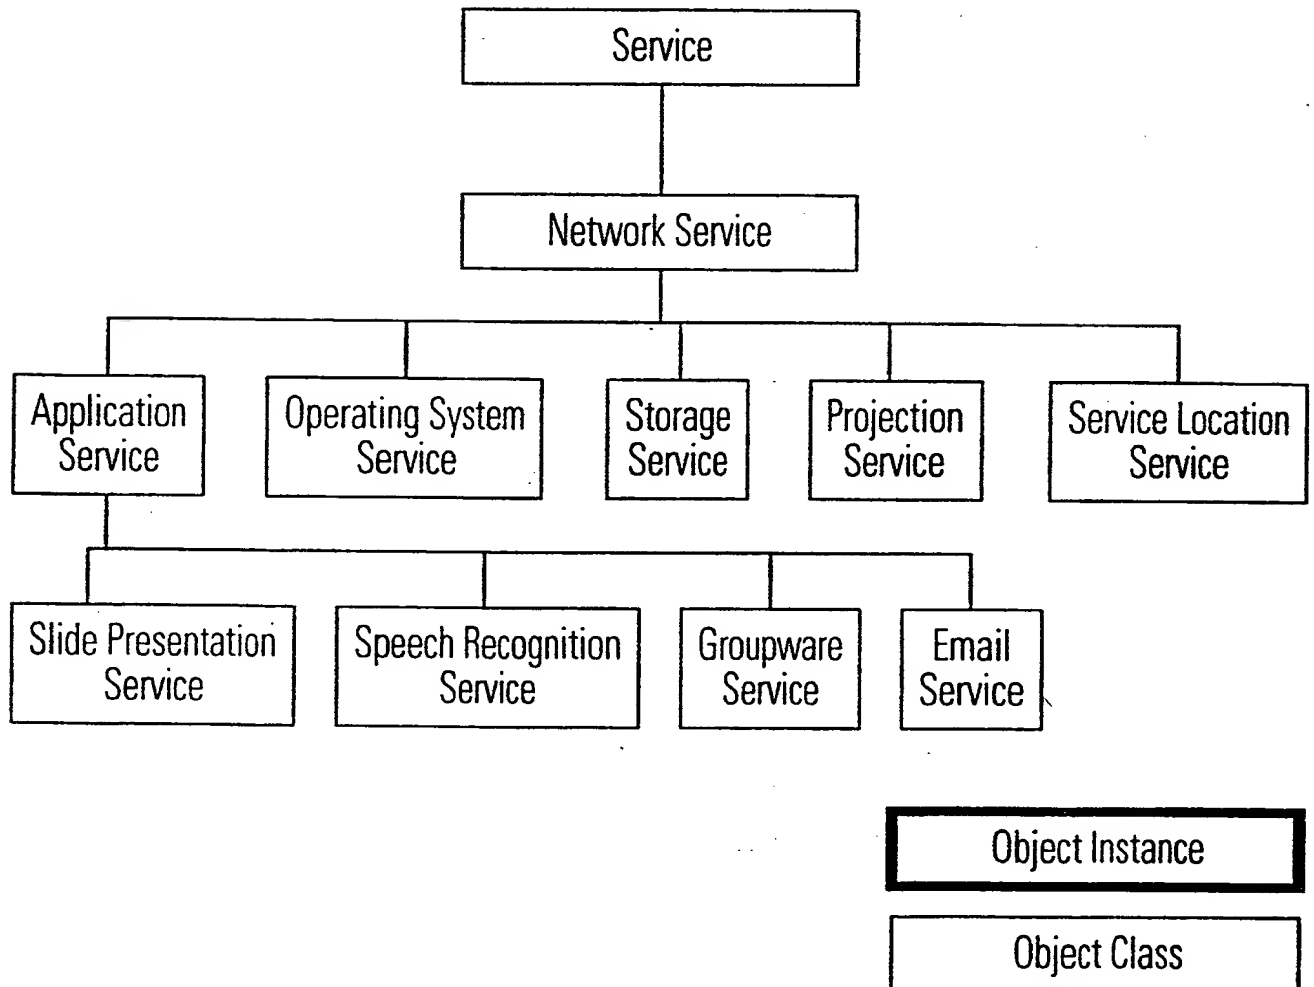 Service
Network Service
Application
Service
Operating System
Service
Storage
Service
Projection
Service
Service Location
Service
Slide Presentation
Service
Speech Recognition
Service
Groupware
Service
Email
Service
Object Instance
Object Class